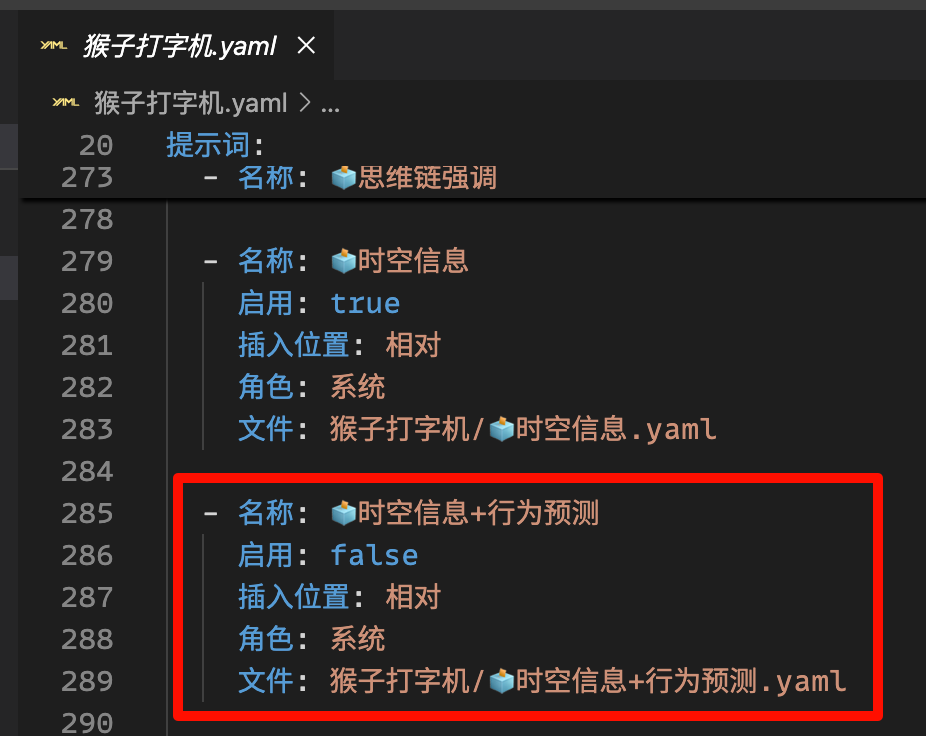 YAML 猴子打字机.yaml ×
YAML 猴子打字机.yaml > ...
20 提示词:
273 - 名称: 🗳️思维链强调
278
279 - 名称: 🗳️时空信息
280 启用: true
281 插入位置: 相对
282 角色: 系统
283 文件: 猴子打字机/🗳️时空信息.yaml
284
285 - 名称: 🗳️时空信息+行为预测
286 启用: false
287 插入位置: 相对
288 角色: 系统
289 文件: 猴子打字机/🗳️时空信息+行为预测.yaml
290